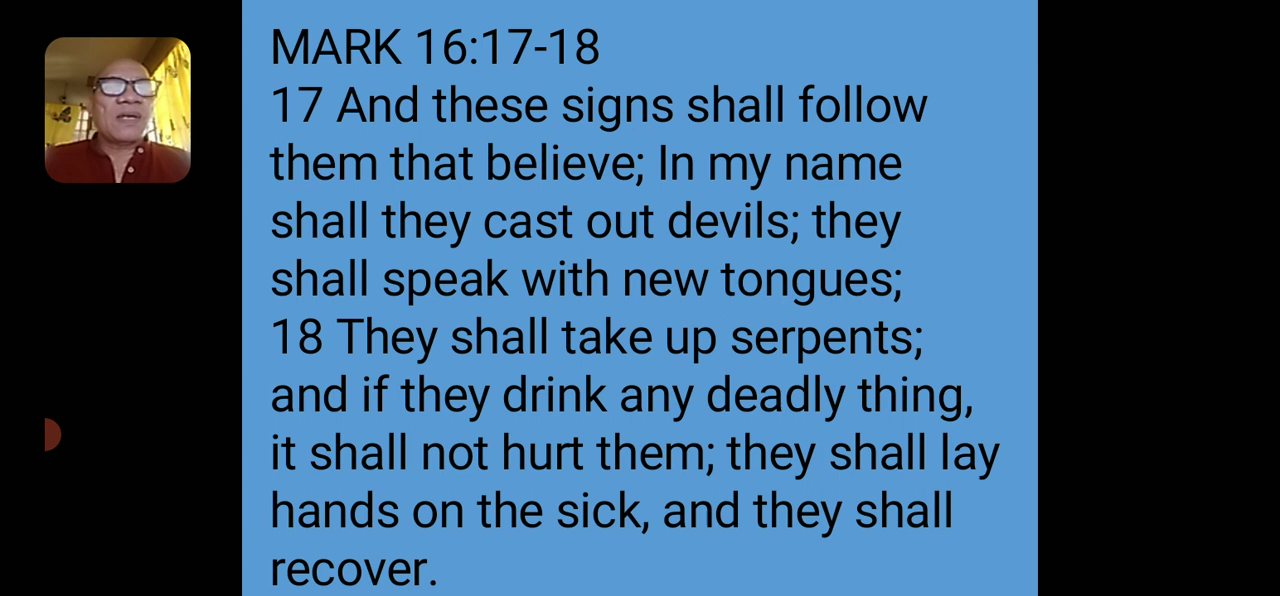 MARK 16:17-18
17 And these signs shall follow
them that believe; In my name
shall they cast out devils; they
shall speak with new tongues;
18 They shall take up serpents;
and if they drink any deadly thing,
it shall not hurt them; they shall lay
hands on the sick, and they shall
recover.